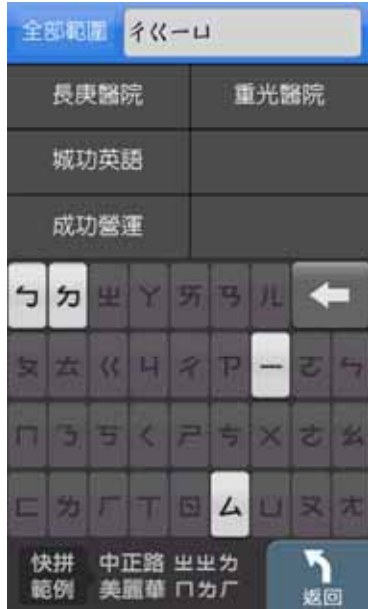 全部範圍 ㄔㄍㄧㄩ
長庚醫院 重光醫院
城功英語
成功營運
ㄅ ㄉ ㄓ ㄚ ㄞ ㄢ ㄦ
ㄆ ㄊ ㄍ ㄐ ㄔ ㄗ ㄧ ㄛ ㄣ
ㄇ ㄋ ㄎ ㄑ ㄕ ㄘ ㄨ ㄜ ㄠ
ㄈ ㄌ ㄏ ㄒ ㄖ ㄙ ㄩ ㄡ ㄤ
快拼 中正路 ㄓㄓㄌ
範例 美麗華 ㄇㄌㄏ
返回